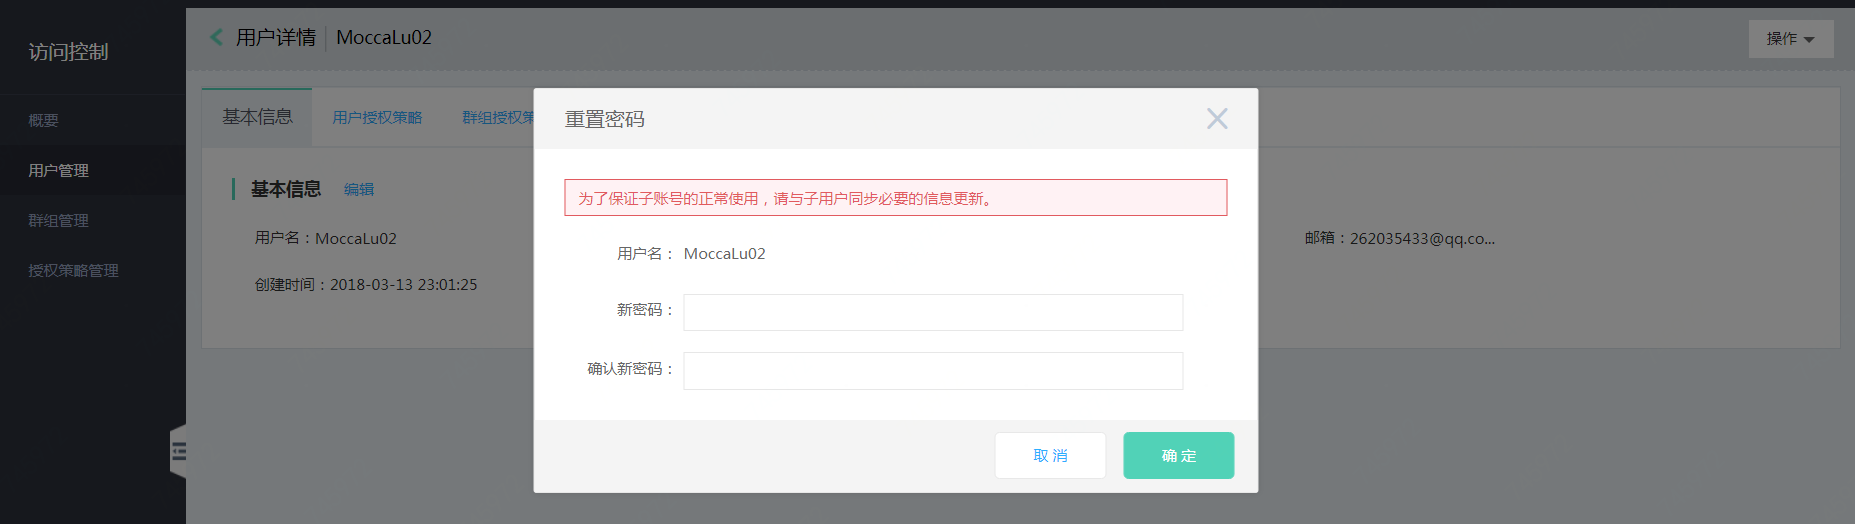 访问控制
概要
用户管理
群组管理
授权策略管理
用户详情 MoccaLu02
操作
基本信息 用户授权策略 群组授权策
基本信息 编辑
用户名：MoccaLu02
邮箱：262035433@qq.co...
创建时间：2018-03-13 23:01:25
重置密码
为了保证子账号的正常使用，请与子用户同步必要的信息更新。
用户名： MoccaLu02
新密码：
确认新密码：
取消 确定